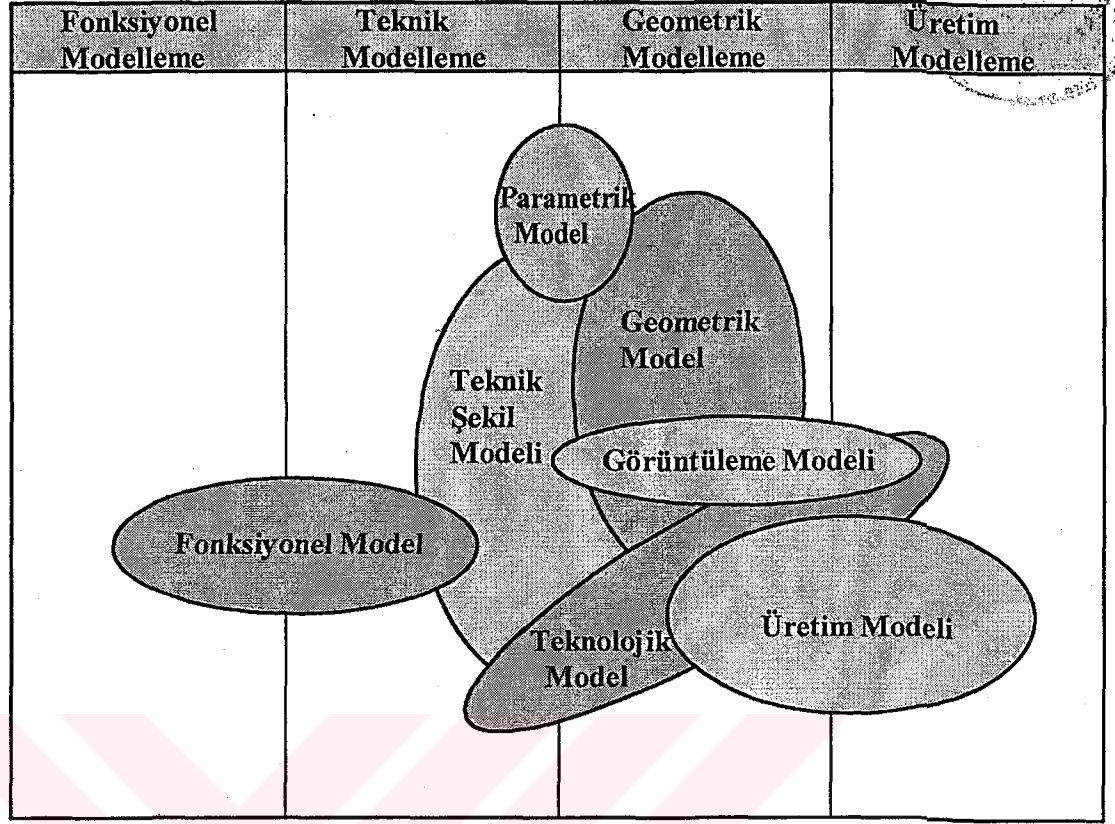 Fonksiyonel
Modelleme
Teknik
Modelleme
Geometrik
Modelleme
Üretim
Modelleme
Parametrik
Model
Geometrik
Model
Teknik
Şekil
Modeli
Görüntüleme Modeli
Fonksiyonel Model
Üretim Modeli
Teknolojik
Model